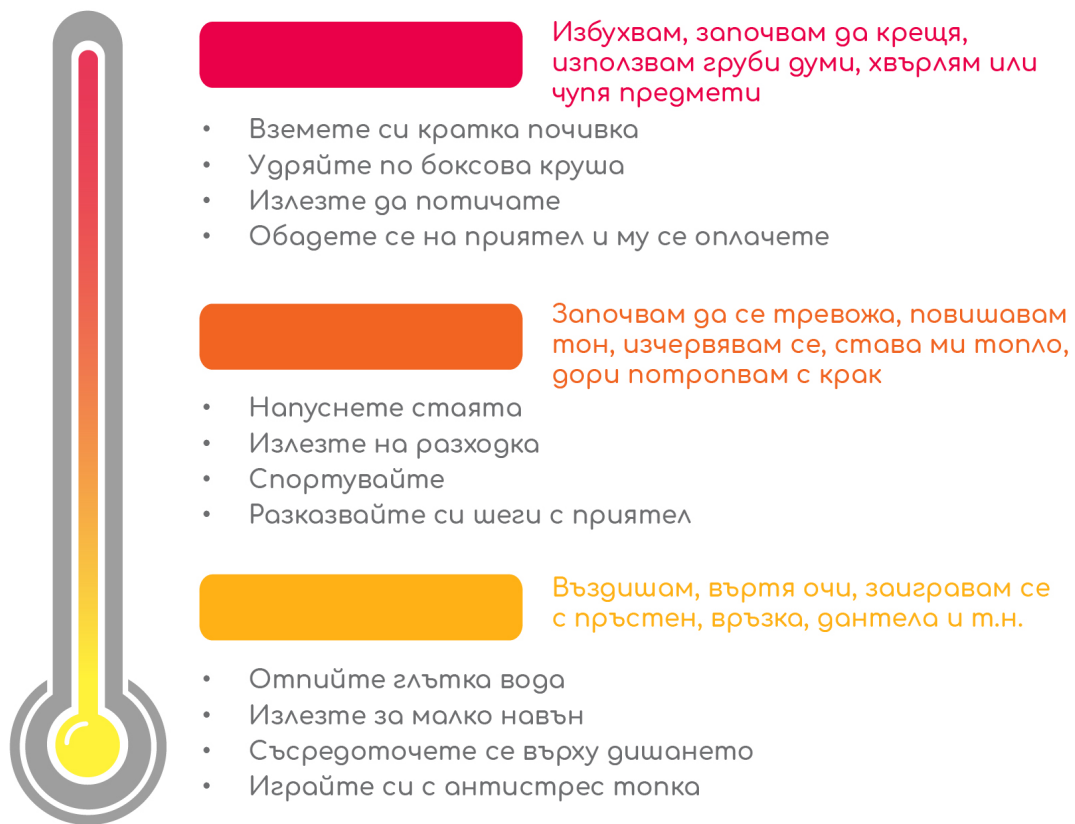 Избухвам, започвам да крещя,
използвам груби думи, хвърлям или
чупя предмети
• Вземете си кратка почивка
• Удряйте по боксова круша
• Излезте да потичате
• Обадете се на приятел и му се оплачете
Започвам да се тревожа, повишавам
тон, изчервявам се, става ми топло,
дори потропвам с крак
• Напуснете стаята
• Излезте на разходка
• Спортувайте
• Разказвайте си шеги с приятел
Въздишам, въртя очи, заигравам се
с пръстен, връзка, дантела и т.н.
• Отпийте глътка вода
• Излезте за малко навън
• Съсредоточете се върху дишането
• Играйте си с антистрес топка